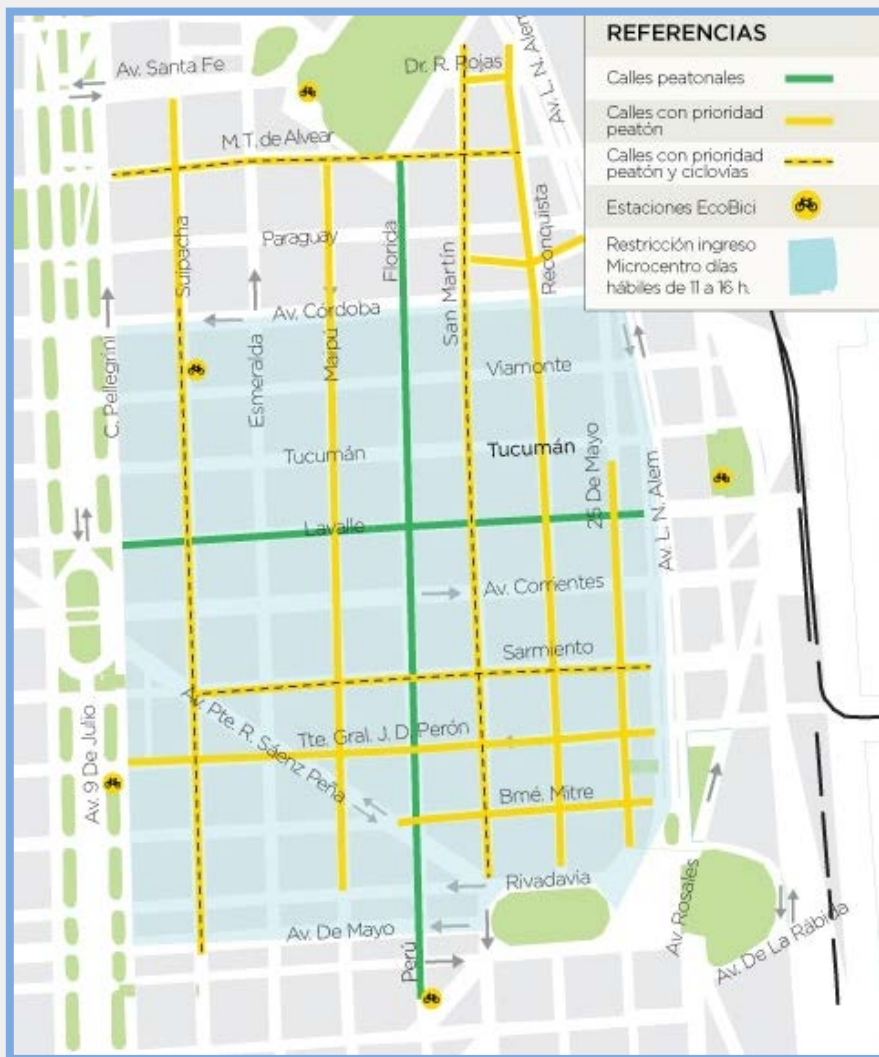 REFERENCIAS
Calles peatonales
Calles con prioridad
peatón
Calles con prioridad
peatón y ciclovías
Estaciones EcoBici
Restricción ingreso
Microcentro días
hábiles de 11 a 16 h.
Av. Santa Fe
Dr. R. Rojas
Av. L. N. Alem
M. T. de Alvear
Suipacha
Paraguay
Florida
San Martín
Reconquista
Av. Córdoba
C. Pellegrini
Esmeralda
Maipú
Viamonte
Tucumán
Tucumán
25 De Mayo
Av. L. N. Alem
Lavalle
Av. Corrientes
Sarmiento
Av. Pte. R. Sáenz Peña
Tte. Gral. J. D. Perón
Av. 9 De Julio
Bmé. Mitre
Rivadavia
Av. De Mayo
Perú
Av. Rosales
Av. De La Rábida